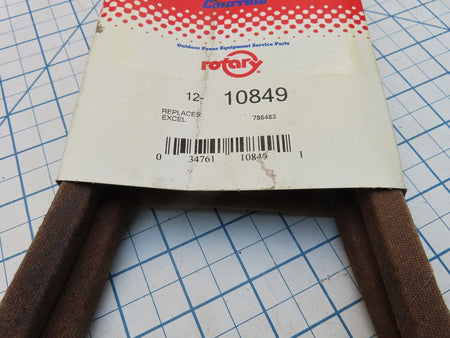 Outdoor Power Equipment Service Parts
rotary
12- 10849
REPLACES:
EXCEL 786483
0 34761 10849 1